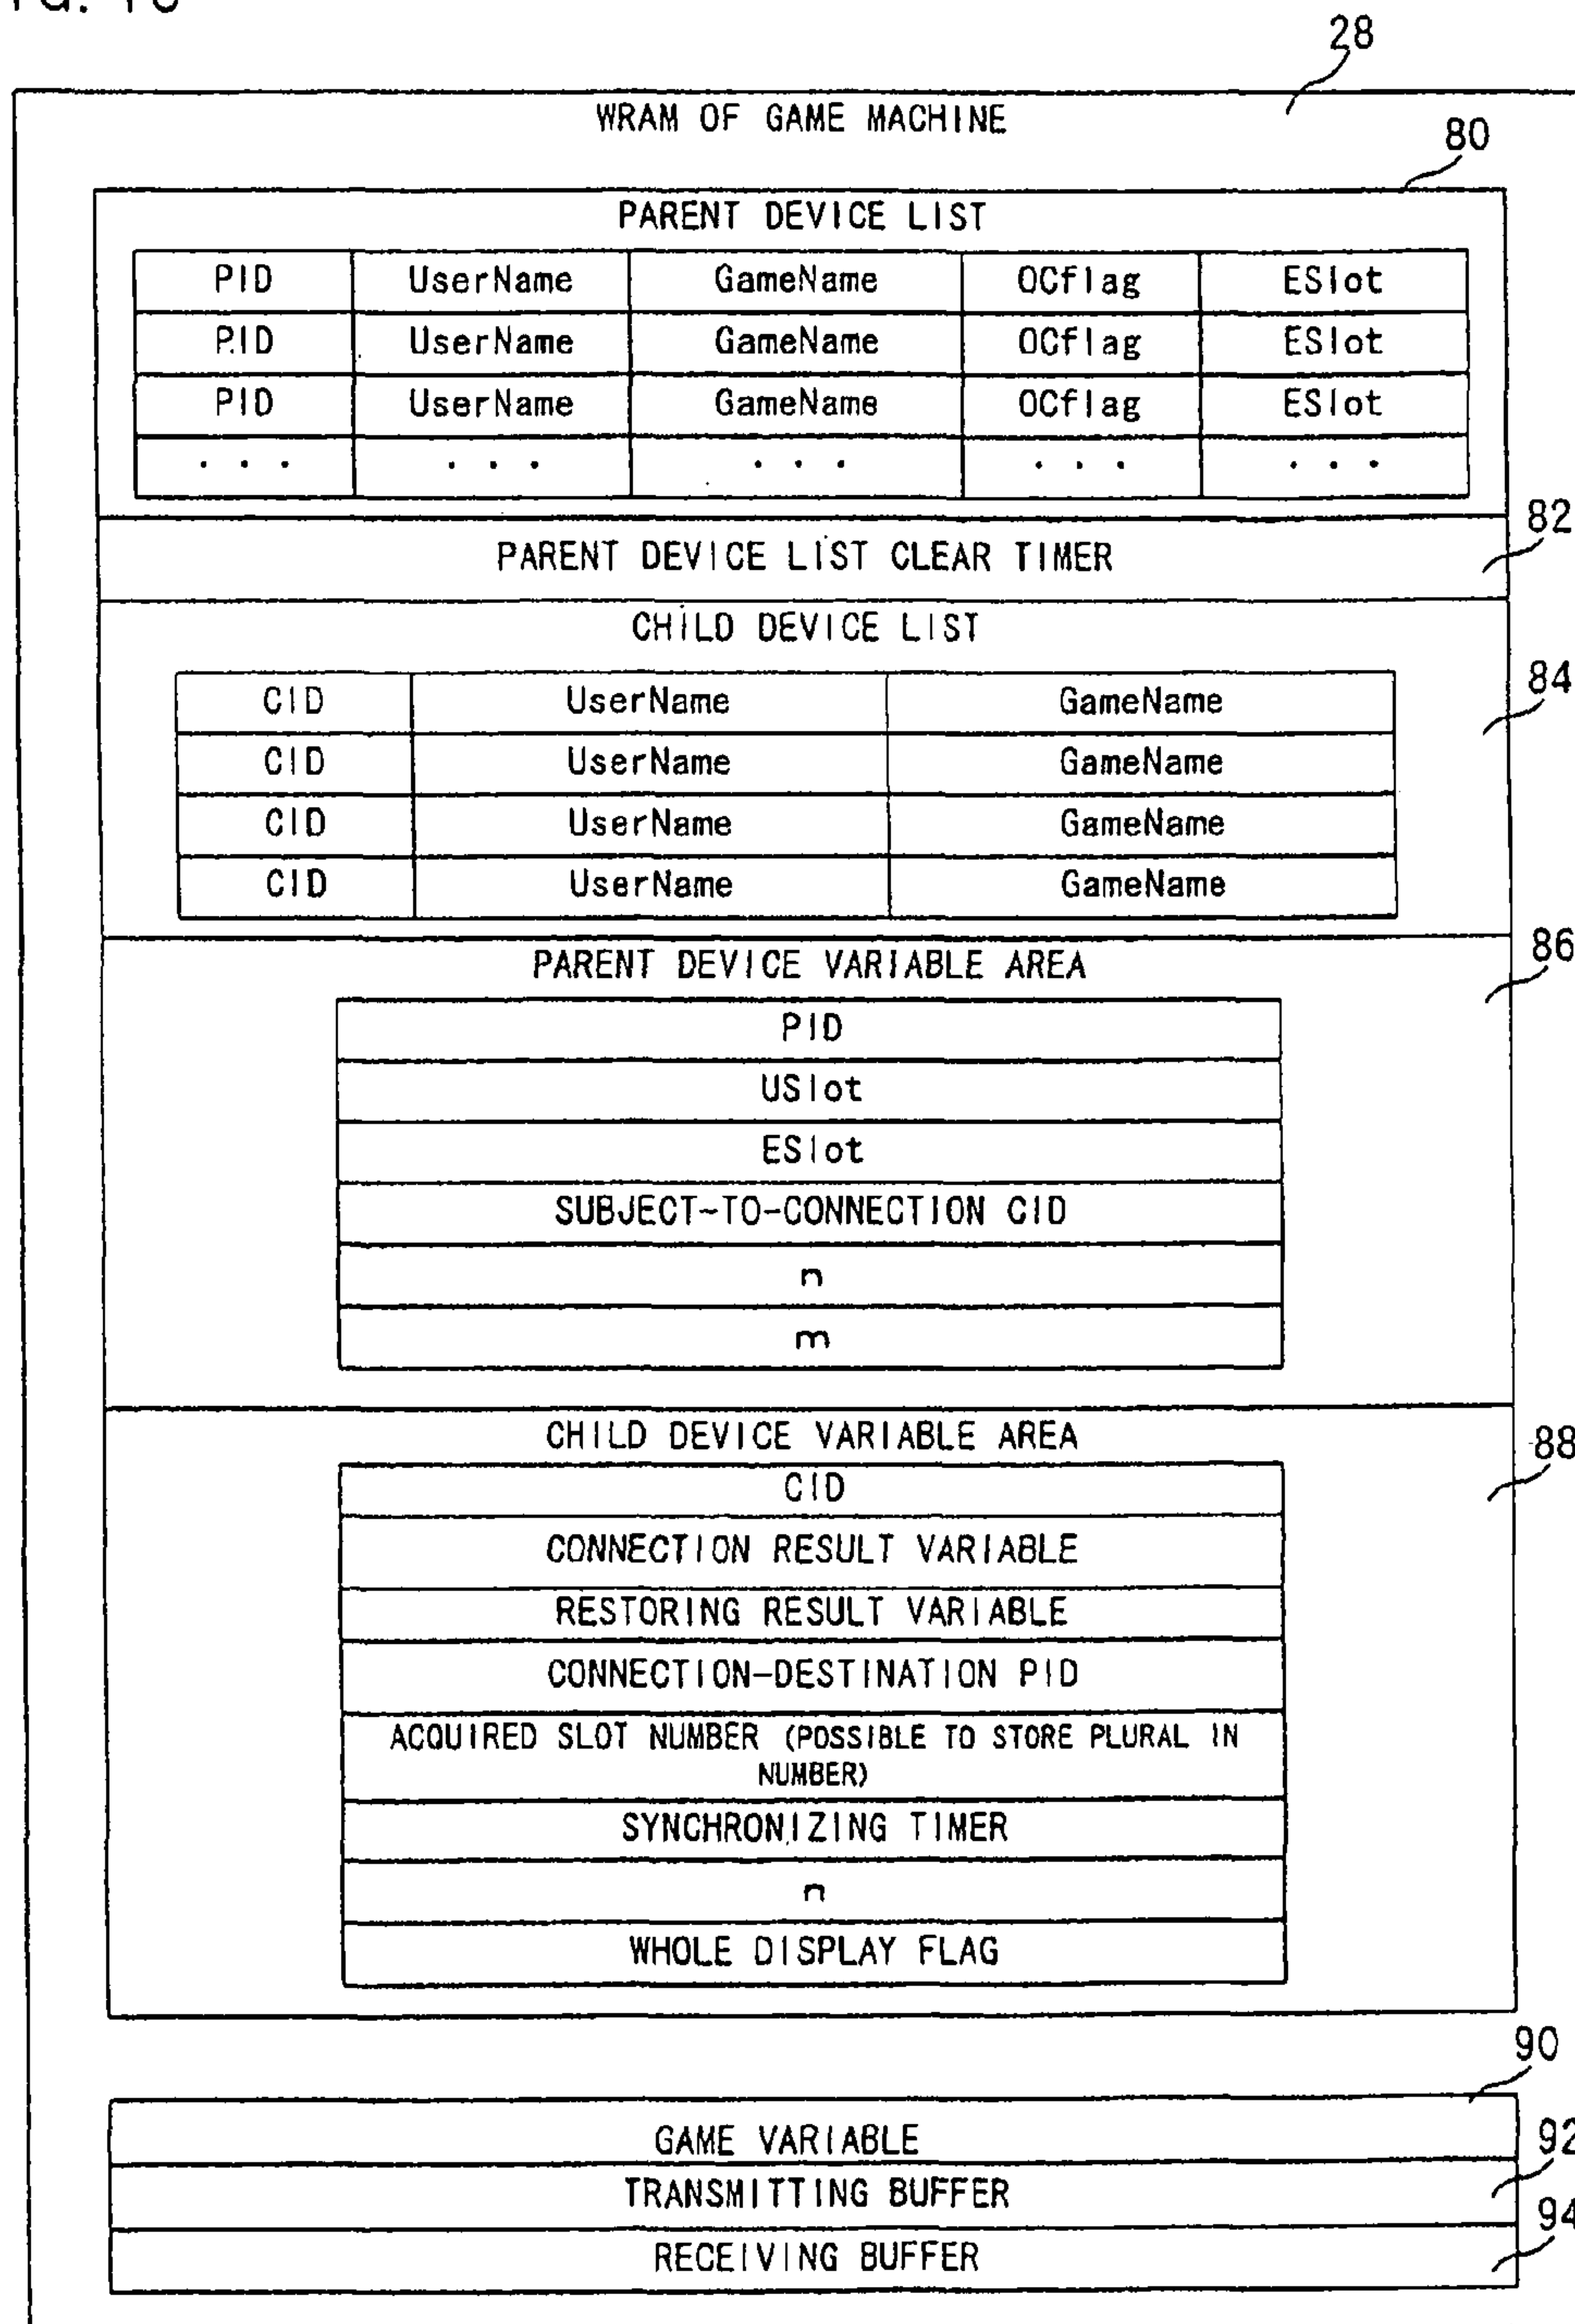 28
WRAM OF GAME MACHINE
80
PARENT DEVICE LIST
PID UserName GameName OCflag ESlot
PID UserName GameName OCflag ESlot
PID UserName GameName OCflag ESlot
... ... ... ... ...
82
PARENT DEVICE LIST CLEAR TIMER
CHILD DEVICE LIST
84
CID UserName GameName
CID UserName GameName
CID UserName GameName
CID UserName GameName
86
PARENT DEVICE VARIABLE AREA
PID
USlot
ESlot
SUBJECT-TO-CONNECTION CID
n
m
CHILD DEVICE VARIABLE AREA
88
CID
CONNECTION RESULT VARIABLE
RESTORING RESULT VARIABLE
CONNECTION-DESTINATION PID
ACQUIRED SLOT NUMBER (POSSIBLE TO STORE PLURAL IN
NUMBER)
SYNCHRONIZING TIMER
n
WHOLE DISPLAY FLAG
90
GAME VARIABLE
92
TRANSMITTING BUFFER
94
RECEIVING BUFFER